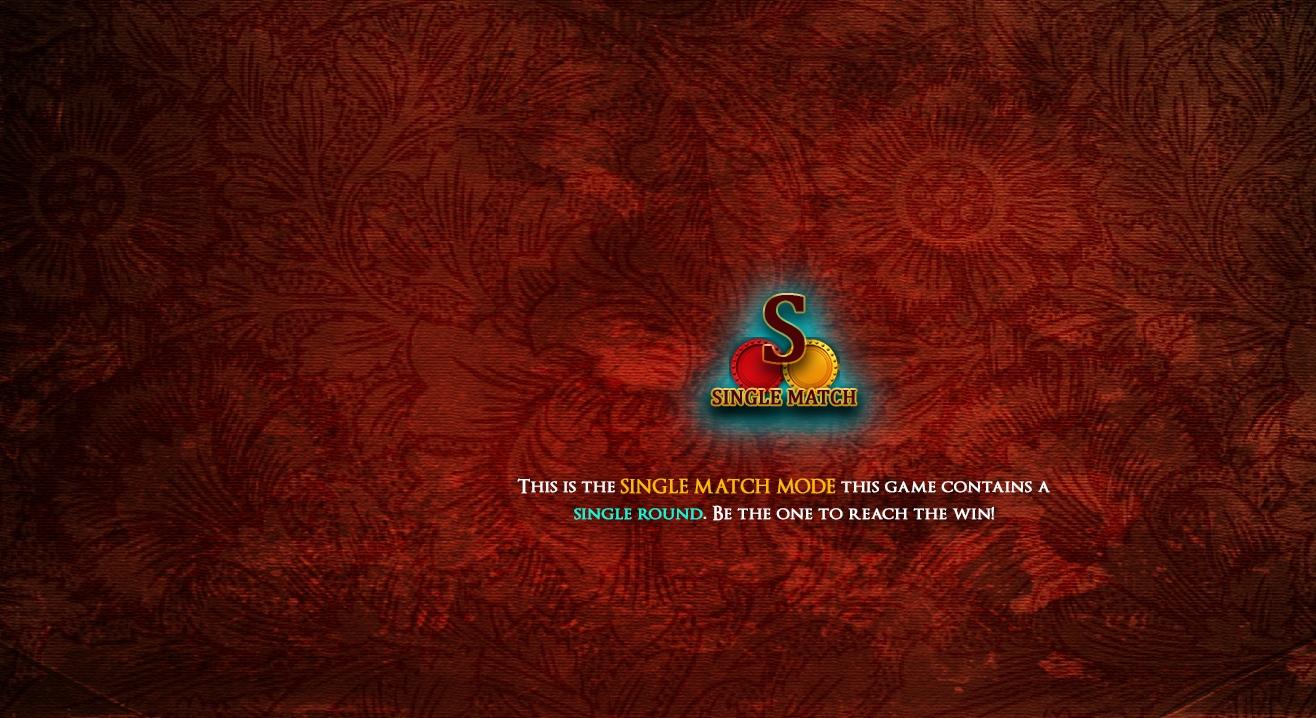 S
SINGLE MATCH
This is the SINGLE MATCH MODE this game contains a
single round. Be the one to reach the win!